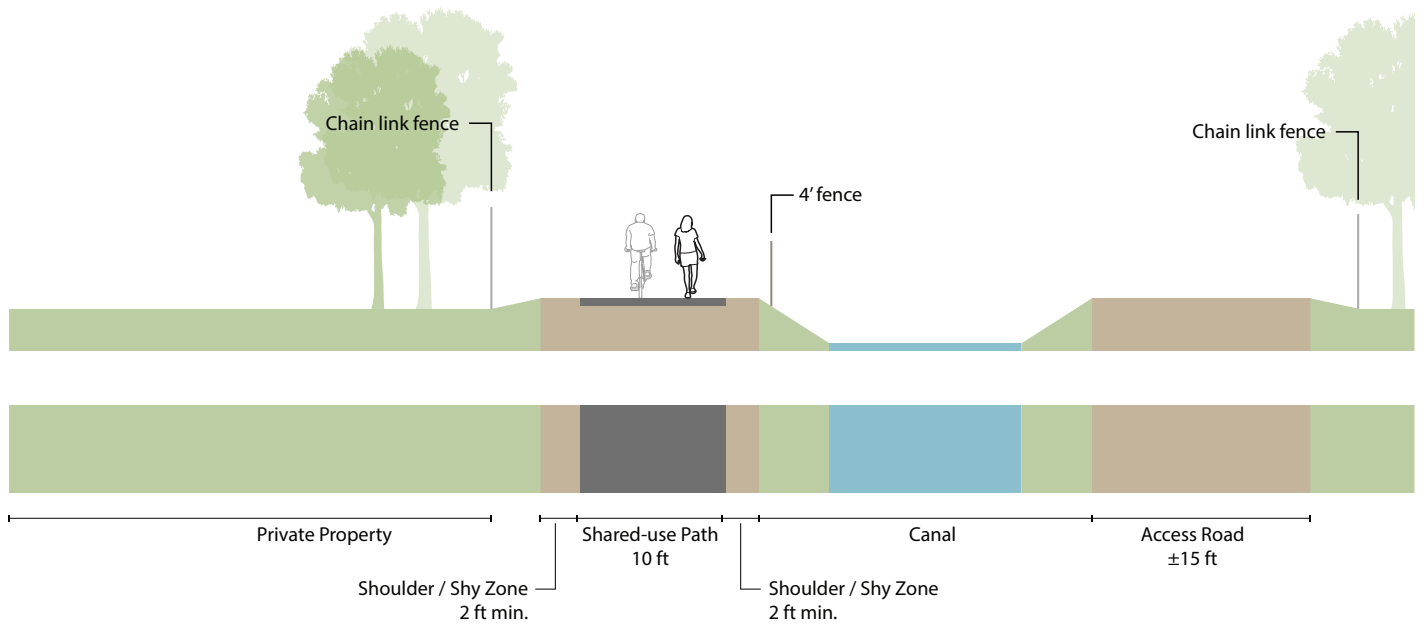 Chain link fence
Chain link fence
4’ fence
Private Property
Shared-use Path
10 ft
Canal
Access Road
±15 ft
Shoulder / Shy Zone
2 ft min.
Shoulder / Shy Zone
2 ft min.